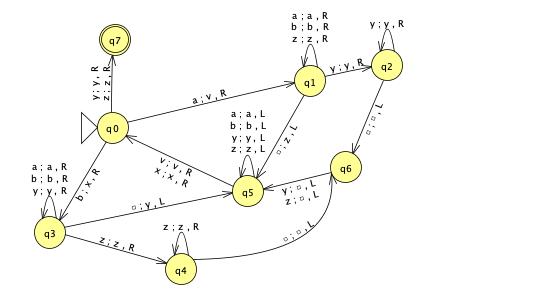 a ; a , R
b ; b , R
z ; z , R
y ; y , R
q7
y ; y , R
z ; z , R
q1
y ; y , R
q2
a ; v , R
q0
a ; a , L
b ; b , L
y ; y , L
z ; z , L
□ ; z , L
□ ; □ , L
v ; v , R
x ; x , R
q6
a ; a , R
b ; b , R
y ; y , R
b ; x , R
q5
y ; □ , L
z ; □ , L
□ ; y , L
q3
z ; z , R
z ; z , R
q4
□ ; □ , L